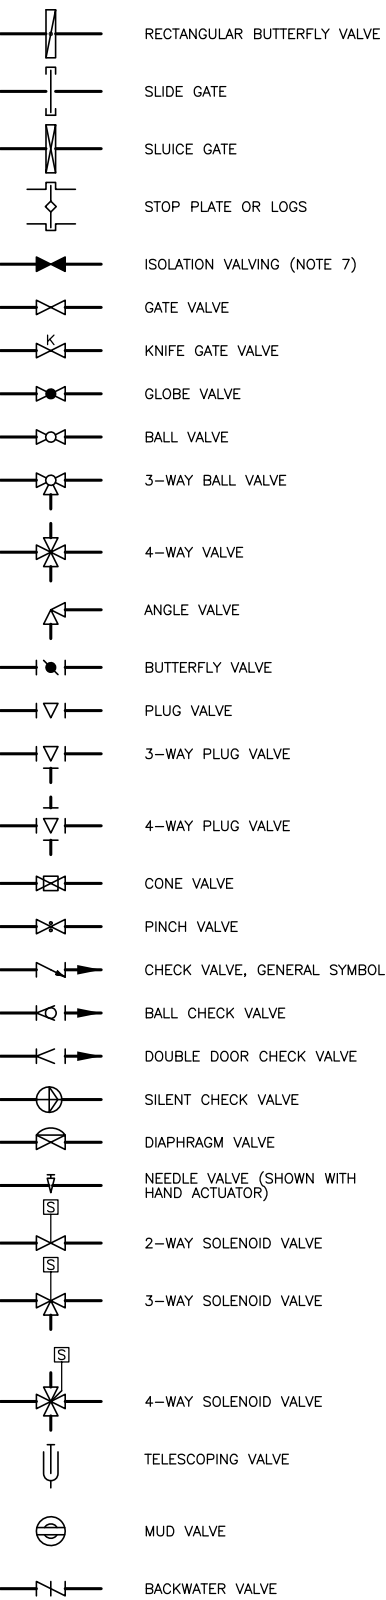 RECTANGULAR BUTTERFLY VALVE
SLIDE GATE
SLUICE GATE
STOP PLATE OR LOGS
ISOLATION VALVING (NOTE 7)
GATE VALVE
K
KNIFE GATE VALVE
GLOBE VALVE
BALL VALVE
3-WAY BALL VALVE
4-WAY VALVE
ANGLE VALVE
BUTTERFLY VALVE
PLUG VALVE
3-WAY PLUG VALVE
4-WAY PLUG VALVE
CONE VALVE
PINCH VALVE
CHECK VALVE, GENERAL SYMBOL
BALL CHECK VALVE
DOUBLE DOOR CHECK VALVE
SILENT CHECK VALVE
DIAPHRAGM VALVE
NEEDLE VALVE (SHOWN WITH
HAND ACTUATOR)
S
2-WAY SOLENOID VALVE
S
3-WAY SOLENOID VALVE
S
4-WAY SOLENOID VALVE
TELESCOPING VALVE
MUD VALVE
BACKWATER VALVE